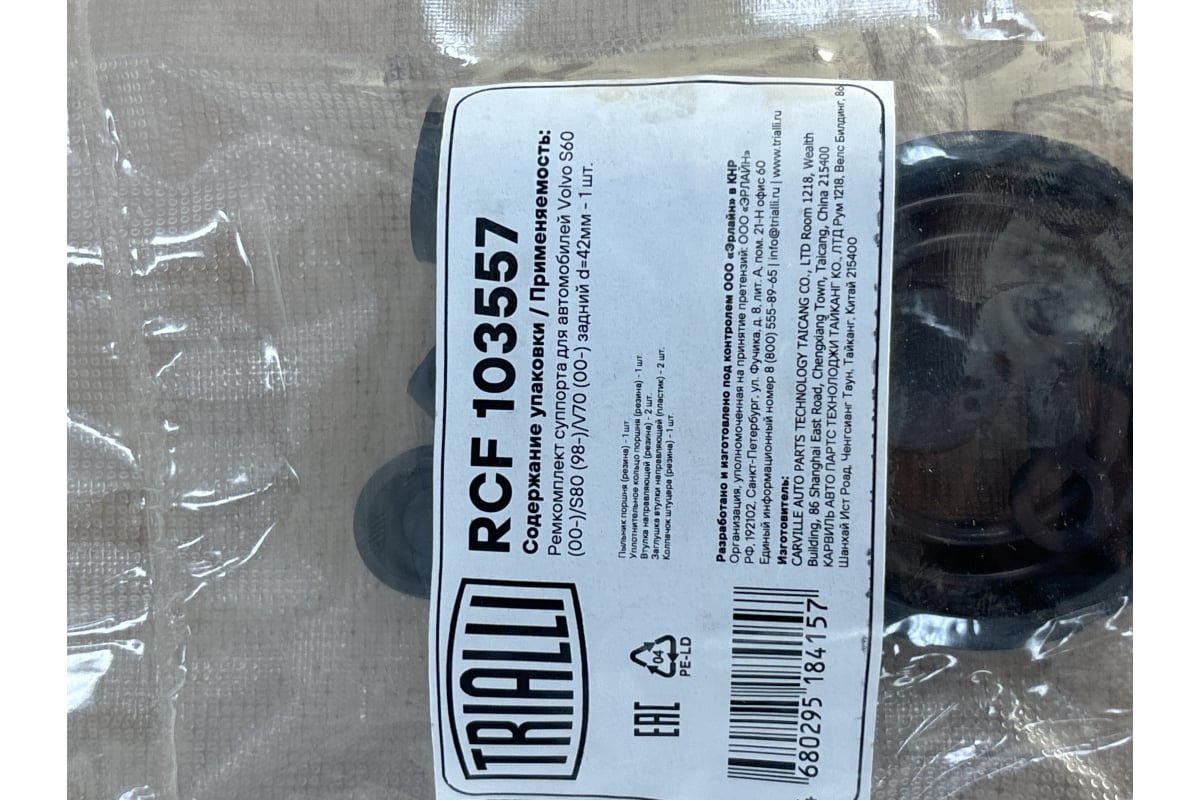 TRIALLI
RCF 103557
Содержание упаковки / Применяемость:
Ремкомплект суппорта для автомобилей Volvo S60
(00-)/S80 (98-)/V70 (00-) задний d=42мм - 1 шт.
Пыльник поршня (резина) - 1 шт.
Уплотнительное кольцо поршня (резина) - 1 шт.
Втулка направляющей (резина) - 2 шт.
Заглушка втулки направляющей (пластик) - 2 шт.
Колпачок штуцера (резина) - 1 шт.
EAC
04
PE-LD
Разработано и изготовлено под контролем ООО «Эрлайн» в КНР
Организация, уполномоченная на принятие претензий: ООО «ЭРЛАЙН»
РФ, 192102, Санкт-Петербург, ул. Фучика, д. 8, лит. А, пом. 21-Н офис 60
Единый информационный номер 8 (800) 555-89-65 | info@trialli.ru | www.trialli.ru
Изготовитель:
CARVILLE AUTO PARTS TECHNOLOGY TAICANG CO., LTD Room 1218, Wealth
Building, 86 Shanghai East Road, Chengxiang Town, Taicang, China 215400
КАРВИЛЬ АВТО ПАРТС ТЕХНОЛОДЖИ ТАЙКАНГ КО., ЛТД Рум 1218, Велс Билдинг, 86
Шанхай Ист Роад, Ченгсианг Таун, Тайканг, Китай 215400
680295 184157